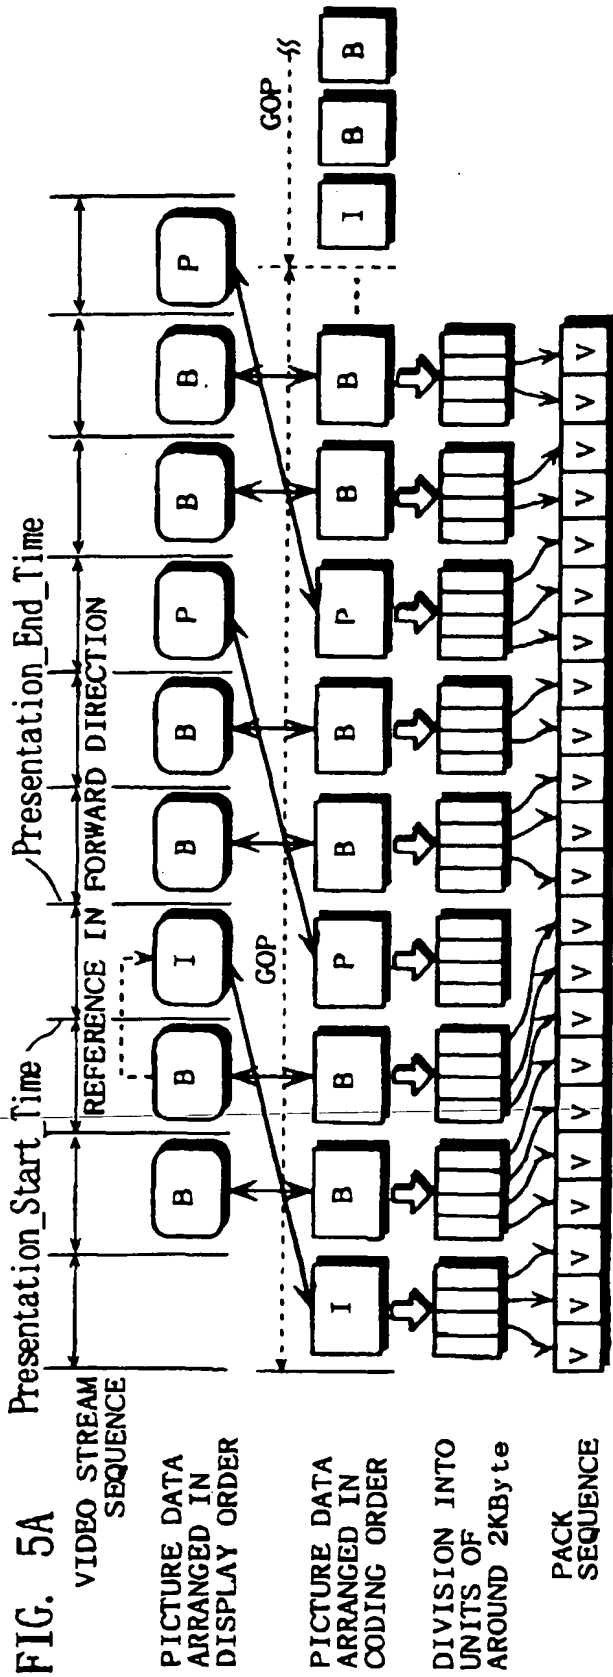 FIG. 5A
Presentation_Start_Time
Presentation_End_Time
VIDEO STREAM
SEQUENCE
REFERENCE IN FORWARD DIRECTION
PICTURE DATA
ARRANGED IN
DISPLAY ORDER
B B I B B P B B P
GOP
GOP
PICTURE DATA
ARRANGED IN
CODING ORDER
I B B P B B P B B I B B
DIVISION INTO
UNITS OF
AROUND 2KByte
PACK
SEQUENCE
V V V V V V V V V V V V V V V V V V V V V V